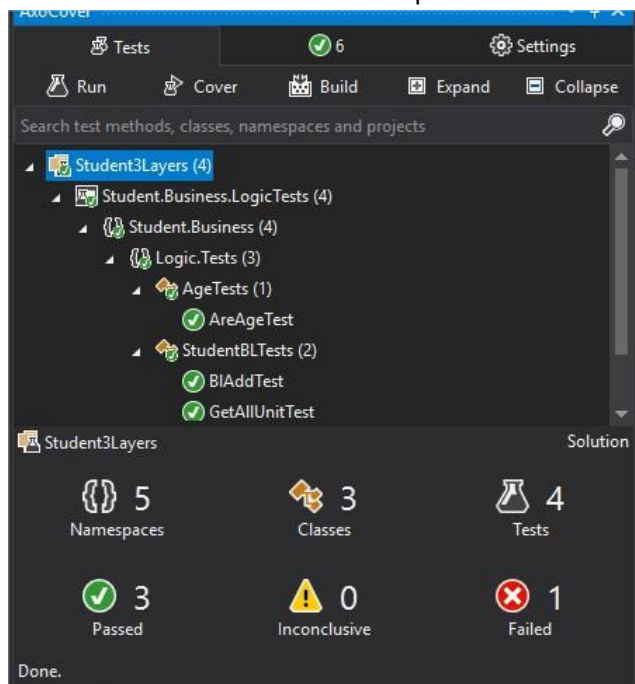 AxoCover
Tests 6 Settings
Run Cover Build Expand Collapse
Search test methods, classes, namespaces and projects
Student3Layers (4)
Student.Business.LogicTests (4)
Student.Business (4)
Logic.Tests (3)
AgeTests (1)
AreAgeTest
StudentBLTests (2)
BlAddTest
GetAllUnitTest
Student3Layers Solution
5 3 4
Namespaces Classes Tests
3 0 1
Passed Inconclusive Failed
Done.